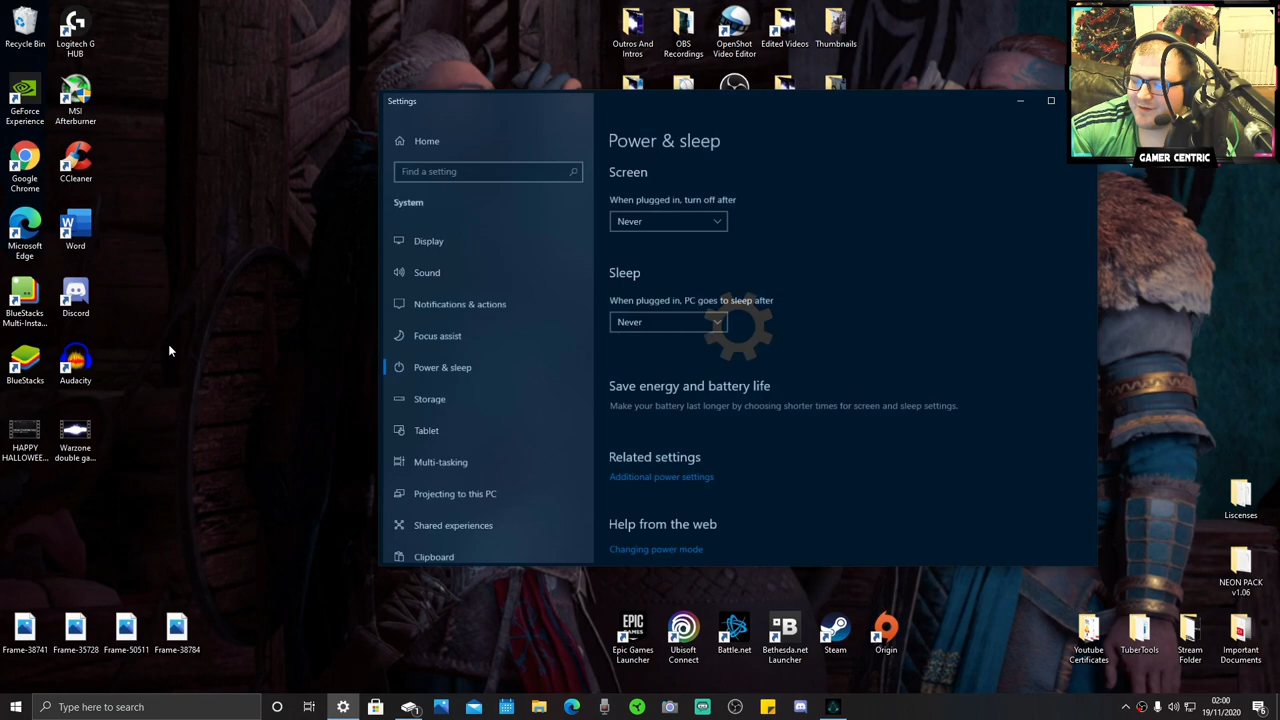 Recycle Bin
Logitech G
HUB
GeForce
Experience
MSI
Afterburner
Google
Chrome
CCleaner
Microsoft
Edge
Word
BlueStacks
Multi-Insta...
Discord
BlueStacks
Audacity
HAPPY
HALLOWEE...
Warzone
double ga...
Frame-38741
Frame-35728
Frame-50511
Frame-38784
Outros And
Intros
OBS
Recordings
OpenShot
Video Editor
Edited Videos
Thumbnails
Settings
Home
Find a setting
System
Display
Sound
Notifications & actions
Focus assist
Power & sleep
Storage
Tablet
Multi-tasking
Projecting to this PC
Shared experiences
Clipboard
Power & sleep
Screen
When plugged in, turn off after
Never
Sleep
When plugged in, PC goes to sleep after
Never
Save energy and battery life
Make your battery last longer by choosing shorter times for screen and sleep settings.
Related settings
Additional power settings
Help from the web
Changing power mode
GAMER CENTRIC
Liscenses
NEON PACK
v1.06
EPIC
GAMES
Epic Games
Launcher
Ubisoft
Connect
Battle.net
B
Bethesda.net
Launcher
Steam
Origin
Youtube
Certificates
TuberTools
Stream
Folder
Important
Documents
Type here to search
1
02:00
19/11/2020
6